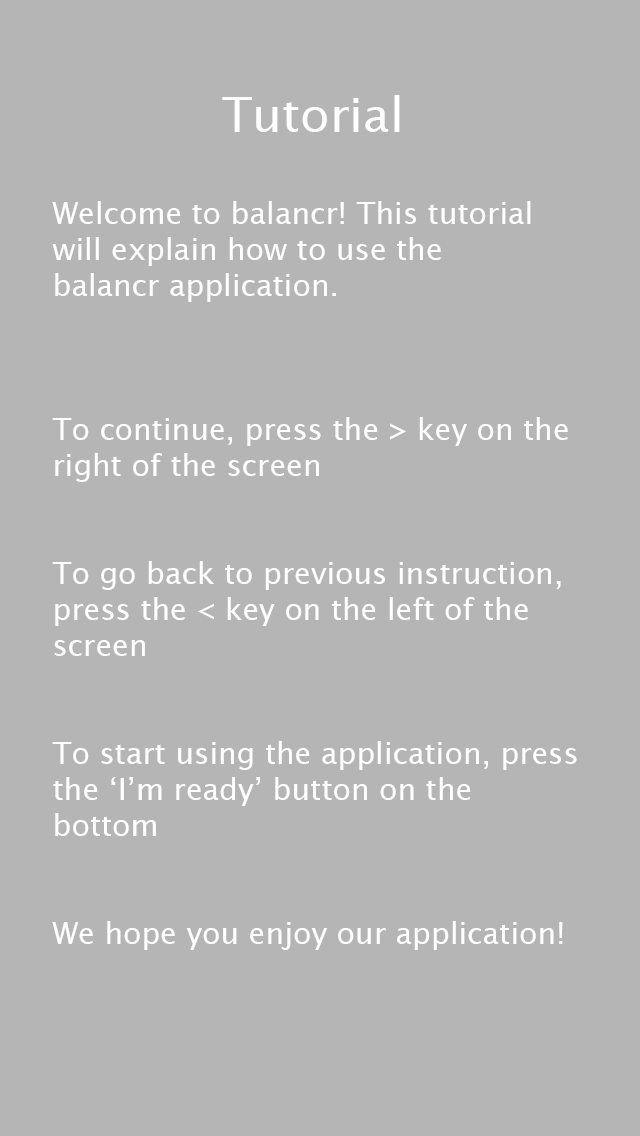 Tutorial
Welcome to balancr! This tutorial
will explain how to use the
balancr application.
To continue, press the > key on the
right of the screen
To go back to previous instruction,
press the < key on the left of the
screen
To start using the application, press
the ‘I’m ready’ button on the
bottom
We hope you enjoy our application!